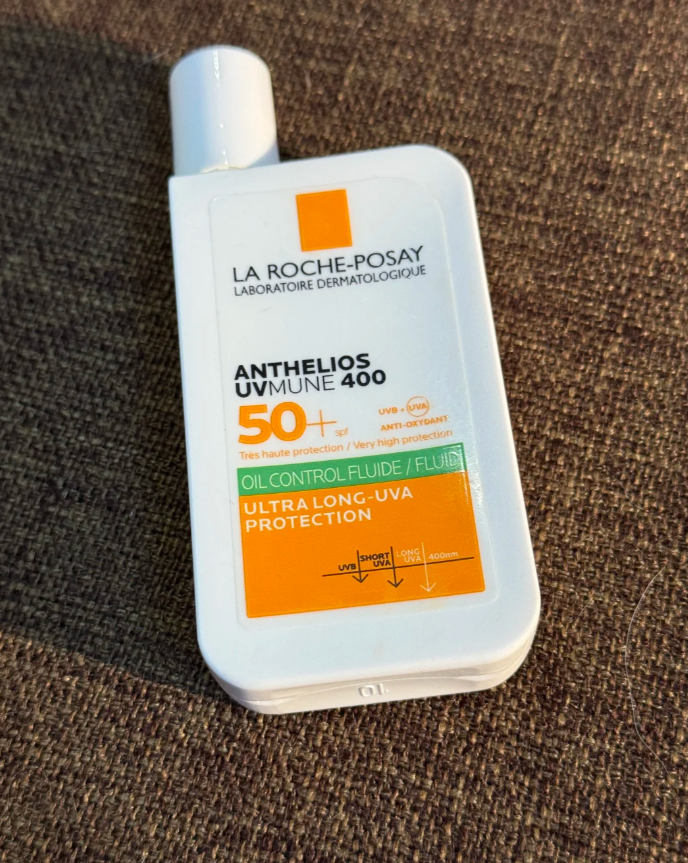 LA ROCHE-POSAY
LABORATOIRE DERMATOLOGIQUE
ANTHELIOS
UVMUNE 400
50+ spf
UVB + UVA
ANTI-OXYDANT
Très haute protection / Very high protection
OIL CONTROL FLUIDE / FLUID
ULTRA LONG-UVA
PROTECTION
UVB
SHORT
UVA
LONG
UVA
400nm